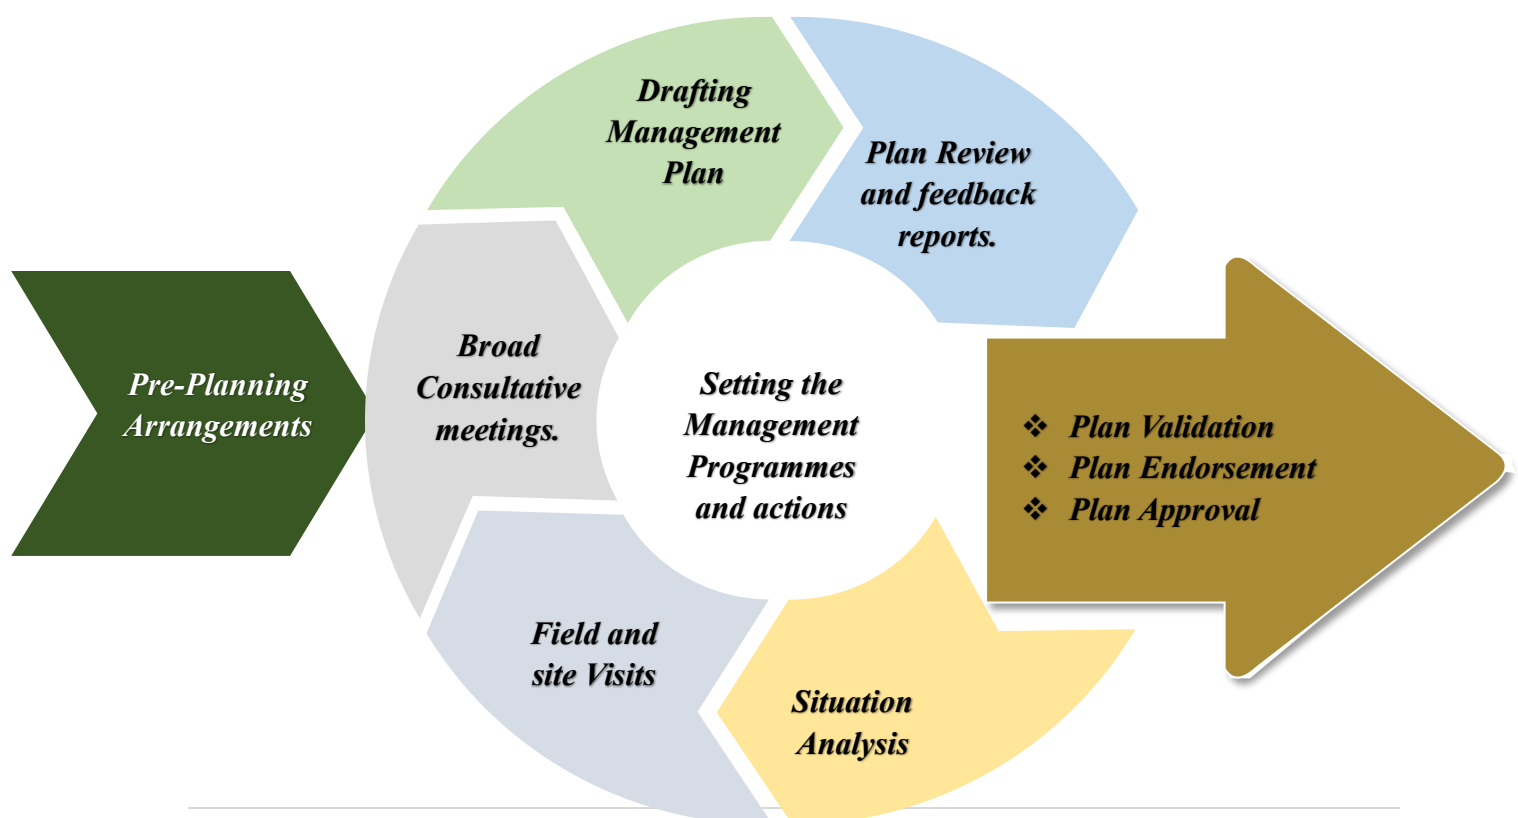 Drafting
Management
Plan
Plan Review
and feedback
reports.
Pre-Planning
Arrangements
Broad
Consultative
meetings.
Setting the
Management
Programmes
and actions
❖ Plan Validation
❖ Plan Endorsement
❖ Plan Approval
Field and
site Visits
Situation
Analysis